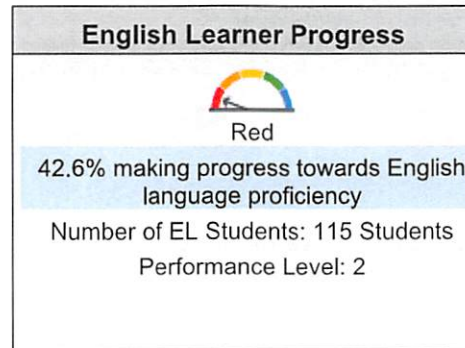 English Learner Progress
Red
42.6% making progress towards English
language proficiency
Number of EL Students: 115 Students
Performance Level: 2